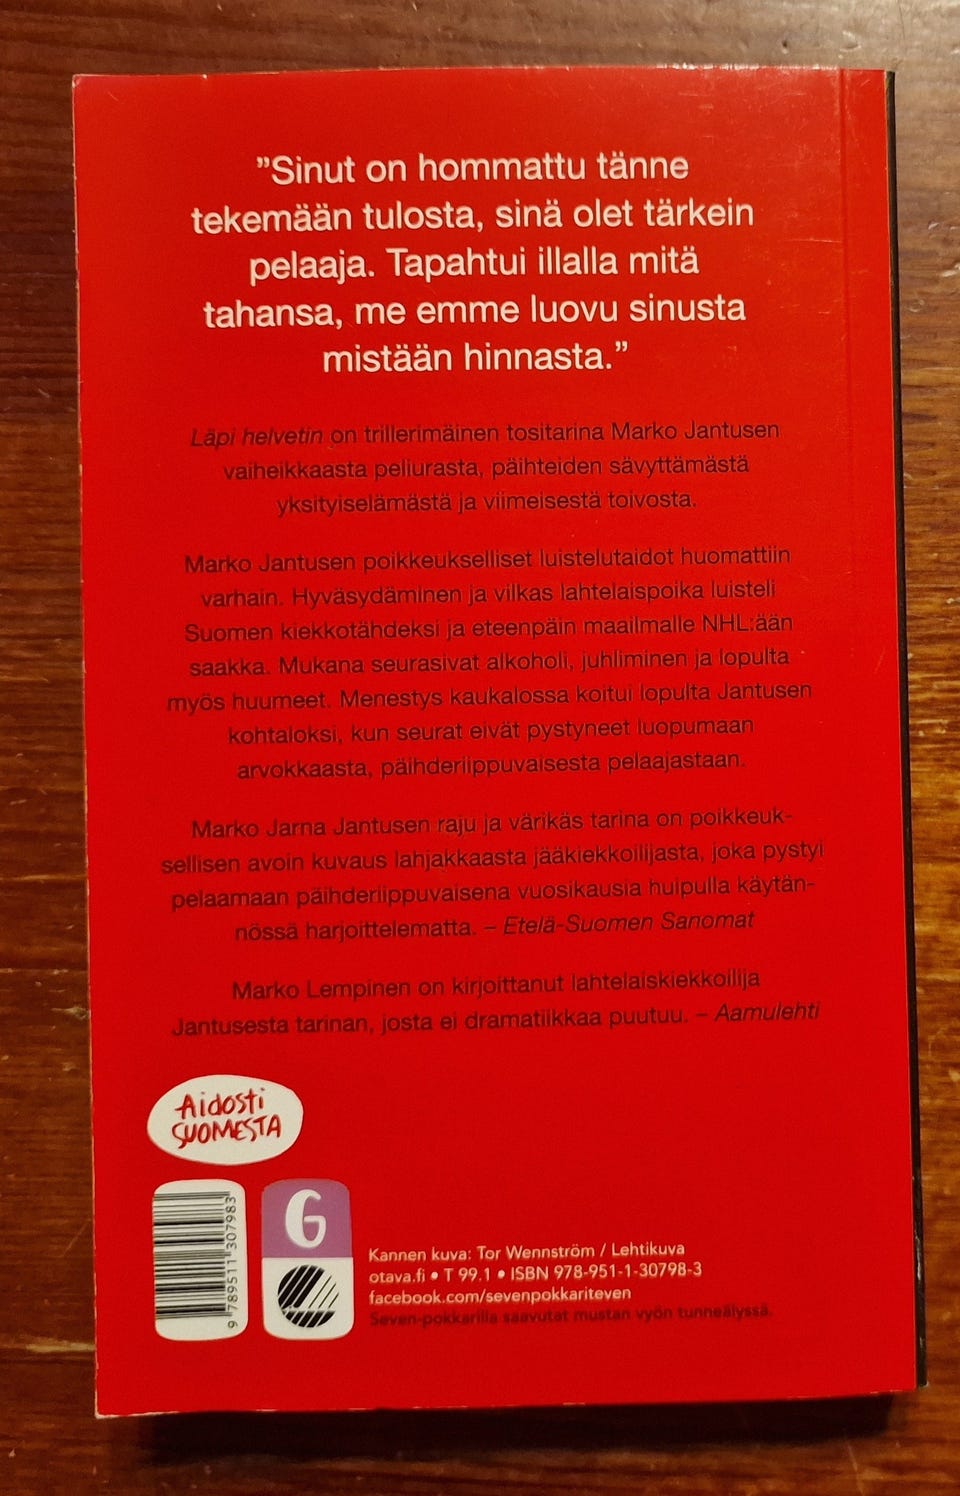 ”Sinut on hommattu tänne
tekemään tulosta, sinä olet tärkein
pelaaja. Tapahtui illalla mitä
tahansa, me emme luovu sinusta
mistään hinnasta.”
Läpi helvetin on trillerimäinen tositarina Marko Jantusen
vaiheikkaasta peliurasta, päihteiden sävyttämästä
yksityiselämästä ja viimeisestä toivosta.
Marko Jantusen poikkeukselliset luistelutaidot huomattiin
varhain. Hyväsydäminen ja vilkas lahtelaispoika luisteli
Suomen kiekkotähdeksi ja eteenpäin maailmalle NHL:ään
saakka. Mukana seurasivat alkoholi, juhliminen ja lopulta
myös huumeet. Menestys kaukalossa koitui lopulta Jantusen
kohtaloksi, kun seurat eivät pystyneet luopumaan
arvokkaasta, päihderiippuvaisesta pelaajastaan.
Marko Jarna Jantusen raju ja värikäs tarina on poikkeuk-
sellisen avoin kuvaus lahjakkaasta jääkiekkoilijasta, joka pystyi
pelaamaan päihderiippuvaisena vuosikausia huipulla käytän-
nössä harjoittelematta. – Etelä-Suomen Sanomat
Marko Lempinen on kirjoittanut lahtelaiskiekkoilija
Jantusesta tarinan, josta ei dramatiikkaa puutuu. – Aamulehti
Aidosti
SUOMESTA
9 789511 307983
G
Kannen kuva: Tor Wennström / Lehtikuva
otava.fi • T 99.1 • ISBN 978-951-1-30798-3
facebook.com/sevenpokkariteven
Seven-pokkarilla saavutat mustan vyön tunneälyssä.